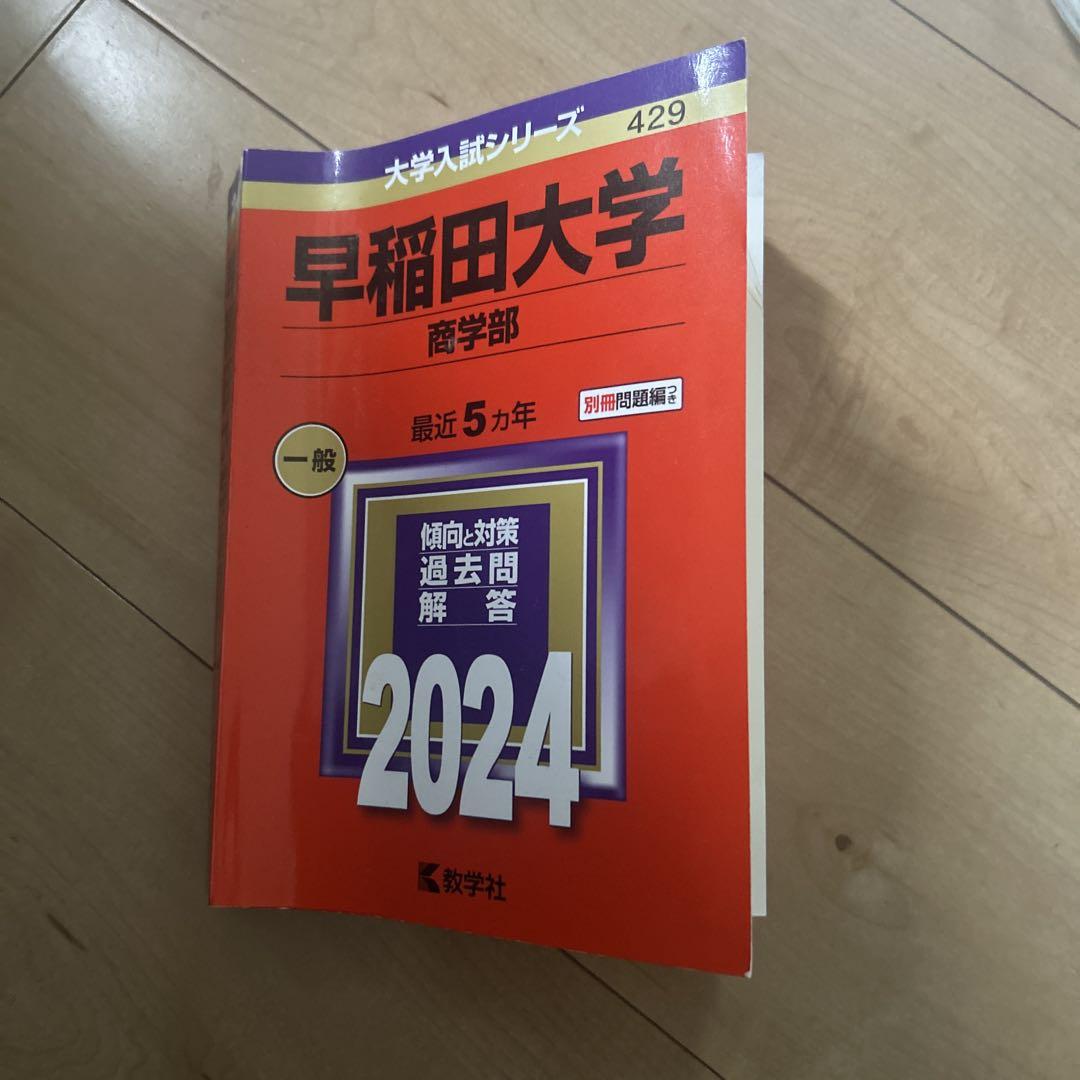 大学入試シリーズ
429
早稲田大学
商学部
最近5カ年
別冊問題編つき
一般
傾向と対策
過去問
解答
2024
教学社